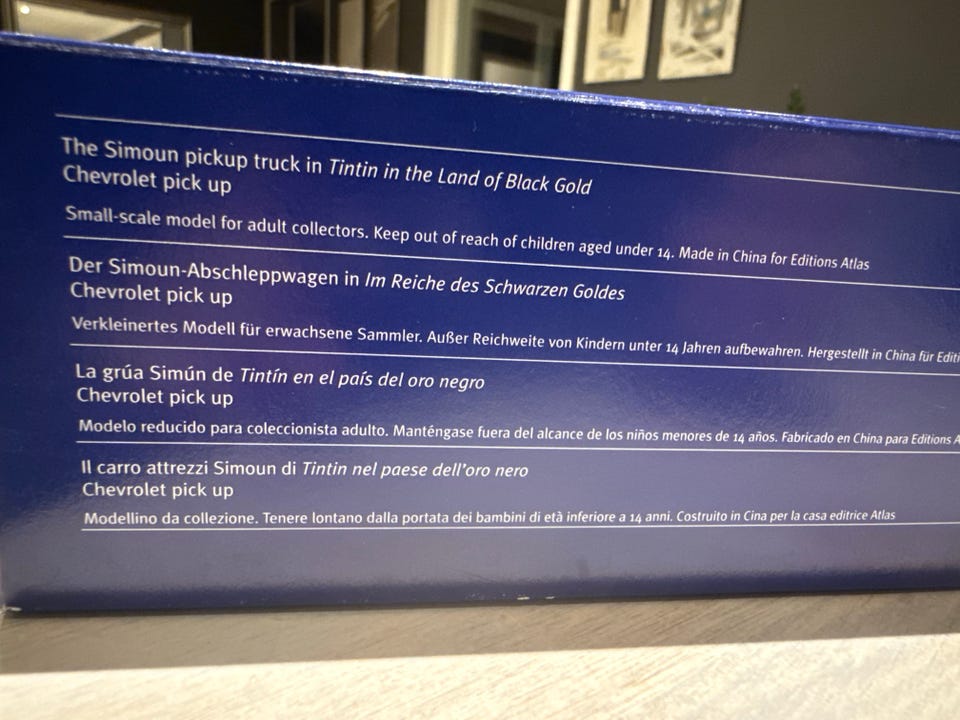 The Simoun pickup truck in Tintin in the Land of Black Gold
Chevrolet pick up
Small-scale model for adult collectors. Keep out of reach of children aged under 14. Made in China for Editions Atlas
Der Simoun-Abschleppwagen in Im Reiche des Schwarzen Goldes
Chevrolet pick up
Verkleinertes Modell für erwachsene Sammler. Außer Reichweite von Kindern unter 14 Jahren aufbewahren. Hergestellt in China für Editi
La grúa Simún de Tintín en el país del oro negro
Chevrolet pick up
Modelo reducido para coleccionista adulto. Manténgase fuera del alcance de los niños menores de 14 años. Fabricado en China para Editions A
Il carro attrezzi Simoun di Tintin nel paese dell'oro nero
Chevrolet pick up
Modellino da collezione. Tenere lontano dalla portata dei bambini di età inferiore a 14 anni. Costruito in Cina per la casa editrice Atlas